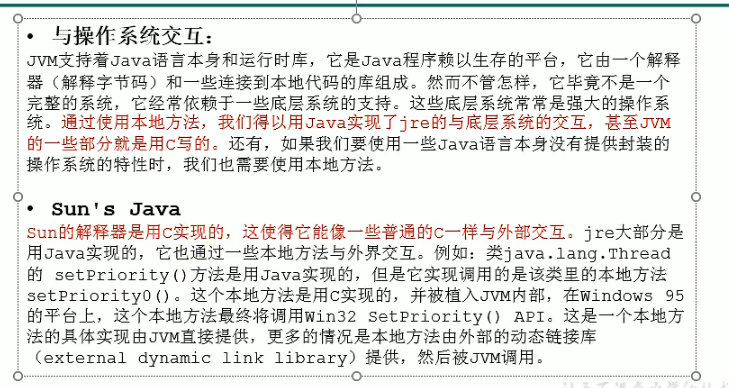 • 与操作系统交互:
JVM支持着Java语言本身和运行时库，它是Java程序赖以生存的平台，它由一个解释
器（解释字节码）和一些连接到本地代码的库组成。然而不管怎样，它毕竟不是一个
完整的系统，它经常依赖于一些底层系统的支持。这些底层系统常常是强大的操作系
统。通过使用本地方法，我们得以用Java实现了jre的与底层系统的交互，甚至JVM
的一些部分就是用C写的。还有，如果我们要使用一些Java语言本身没有提供封装的
操作系统的特性时，我们也需要使用本地方法。
• Sun's Java
Sun的解释器是用C实现的，这使得它能像一些普通的C一样与外部交互。jre大部分是
用Java实现的，它也通过一些本地方法与外界交互。例如：类java.lang.Thread
的 setPriority()方法是用Java实现的，但是它实现调用的是该类里的本地方法
setPriority0()。这个本地方法是用C实现的，并被植入JVM内部，在Windows 95
的平台上，这个本地方法最终将调用Win32 SetPriority() API。这是一个本地方
法的具体实现由JVM直接提供，更多的情况是本地方法由外部的动态链接库
（external dynamic link library）提供，然后被JVM调用。